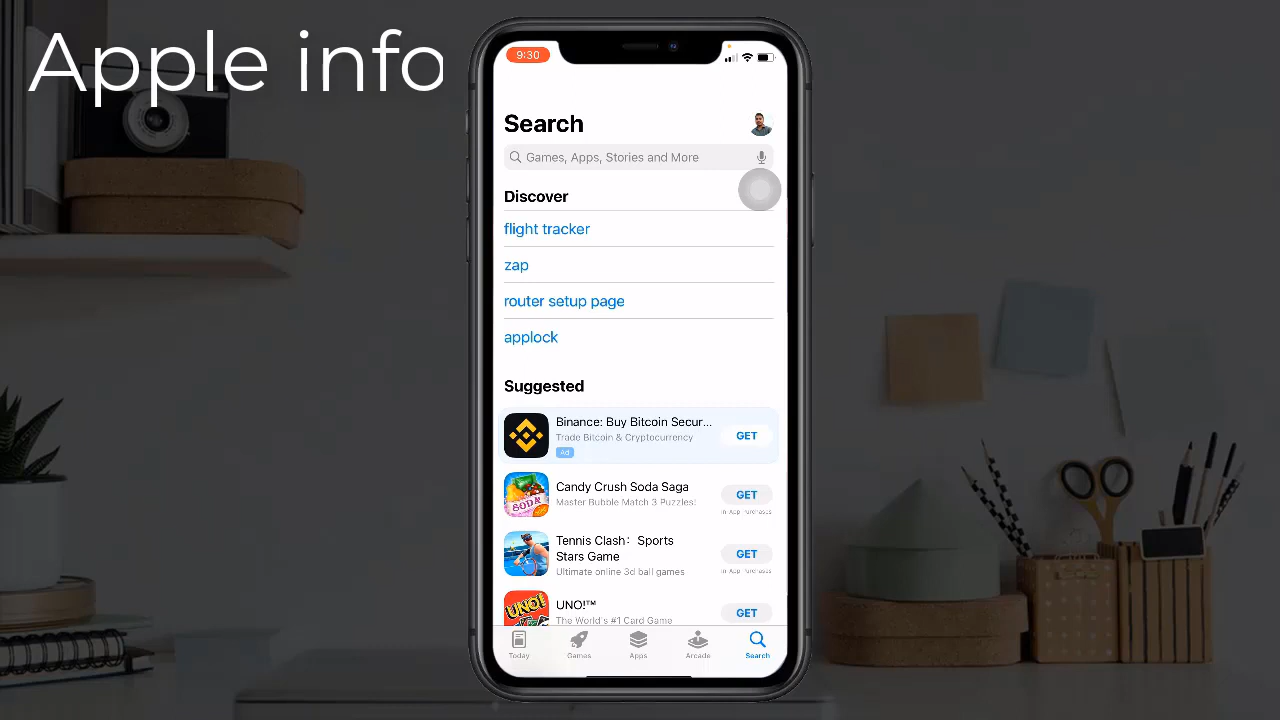 Apple info
9:30
Search
Games, Apps, Stories and More
Discover
flight tracker
zap
router setup page
applock
Suggested
Binance: Buy Bitcoin Secur...
Trade Bitcoin & Cryptocurrency
Ad
GET
Candy Crush Soda Saga
Master Bubble Match 3 Puzzles:
GET
In-App Purchases
SODA
Tennis Clash: Sports
Stars Game
Ultimate online 3d ball games
GET
In-App Purchases
UNO!
UNO!™
The World's #1 Card Game
GET
Today
Games
Apps
Arcade
Search